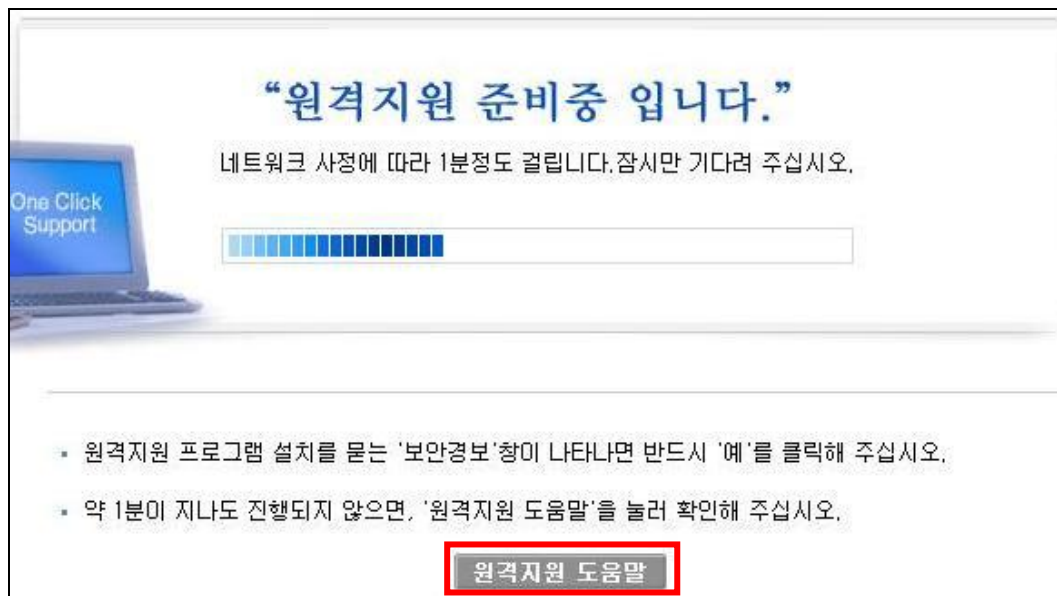 “원격지원 준비중 입니다.”
네트워크 사정에 따라 1분정도 걸립니다.잠시만 기다려 주십시오.
One Click
Support
원격지원 프로그램 설치를 묻는 '보안경보'창이 나타나면 반드시 '예'를 클릭해 주십시오.
약 1분이 지나도 진행되지 않으면, '원격지원 도움말'을 눌러 확인해 주십시오.
원격지원 도움말